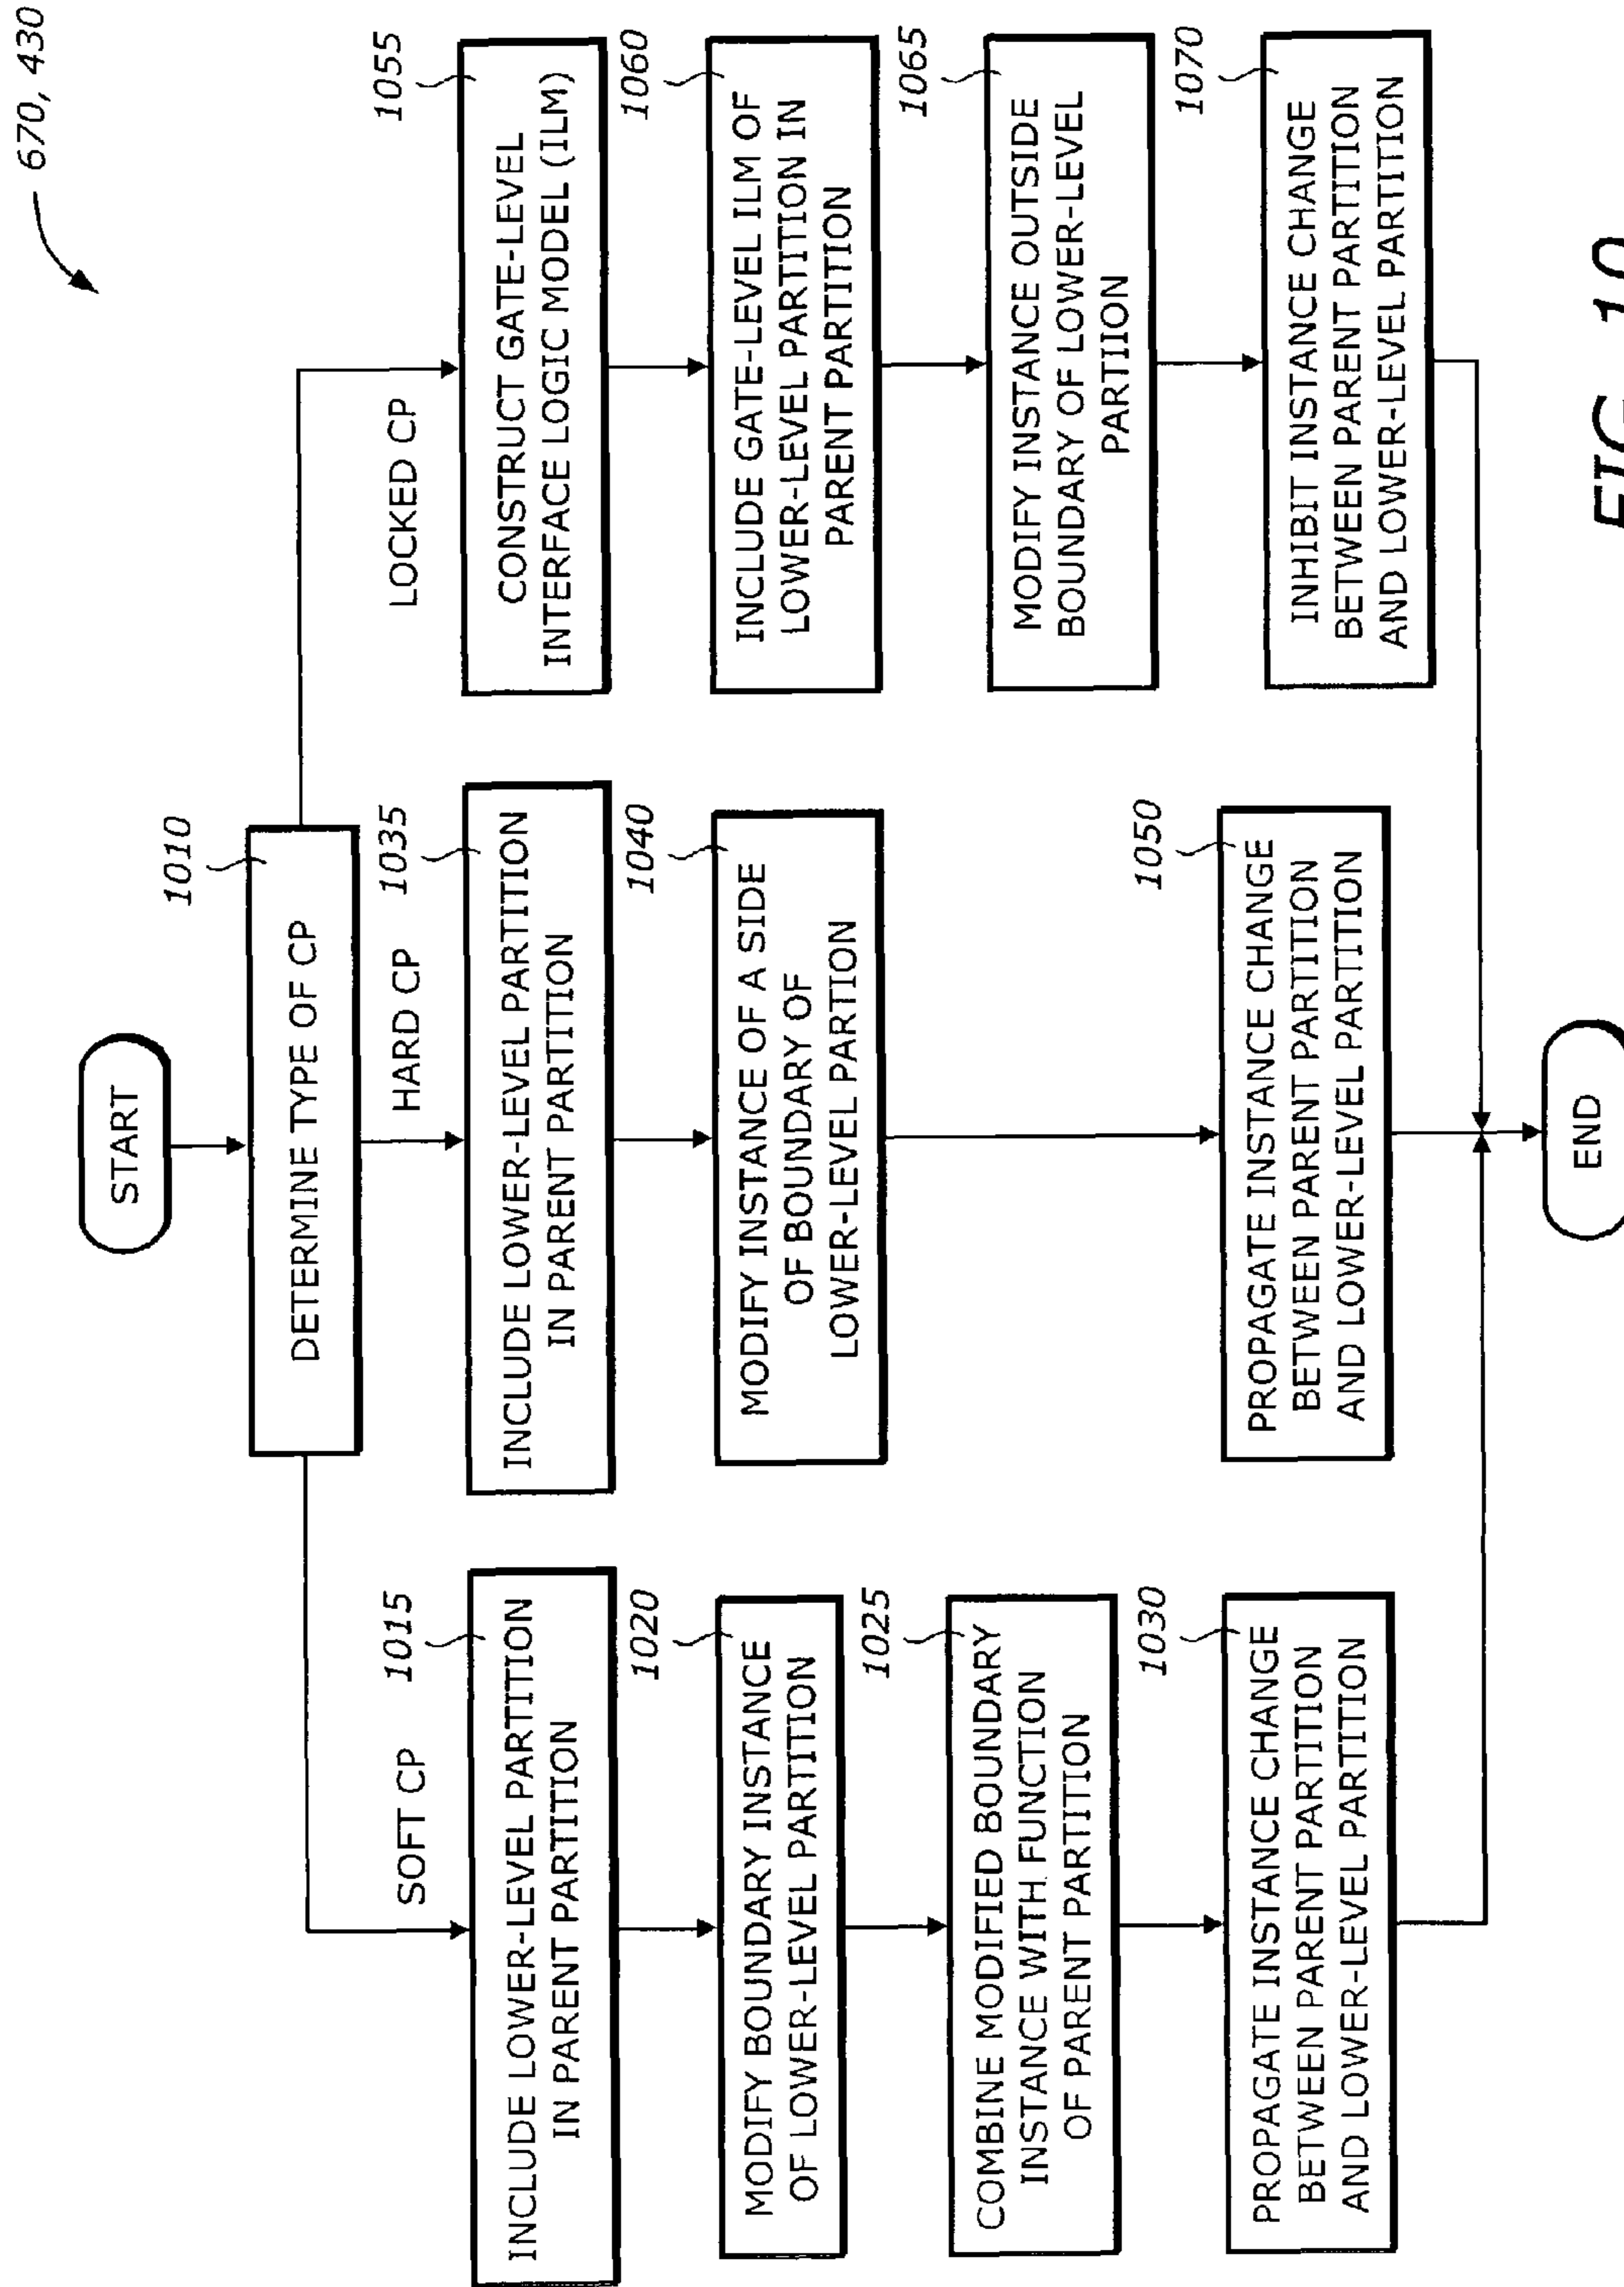 670, 430
START
1010
DETERMINE TYPE OF CP
SOFT CP
1015
INCLUDE LOWER-LEVEL PARTITION
IN PARENT PARTITION
1020
MODIFY BOUNDARY INSTANCE
OF LOWER-LEVEL PARTITION
1025
COMBINE MODIFIED BOUNDARY
INSTANCE WITH FUNCTION
OF PARENT PARTITION
1030
PROPAGATE INSTANCE CHANGE
BETWEEN PARENT PARTITION
AND LOWER-LEVEL PARTITION
HARD CP
1035
INCLUDE LOWER-LEVEL PARTITION
IN PARENT PARTITION
1040
MODIFY INSTANCE OF A SIDE
OF BOUNDARY OF
LOWER-LEVEL PARTION
1050
PROPAGATE INSTANCE CHANGE
BETWEEN PARENT PARTITION
AND LOWER-LEVEL PARTITION
LOCKED CP
1055
CONSTRUCT GATE-LEVEL
INTERFACE LOGIC MODEL (ILM)
1060
INCLUDE GATE-LEVEL ILM OF
LOWER-LEVEL PARTITION IN
PARENT PARTITION
1065
MODIFY INSTANCE OUTSIDE
BOUNDARY OF LOWER-LEVEL
PARTIION
1070
INHIBIT INSTANCE CHANGE
BETWEEN PARENT PARTITION
AND LOWER-LEVEL PARTITION
END
FIG. 10